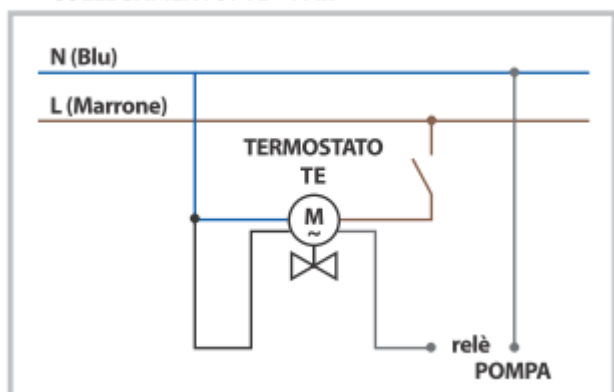 N (Blu)
L (Marrone)
TERMOSTATO
TE
M
~
relè
POMPA